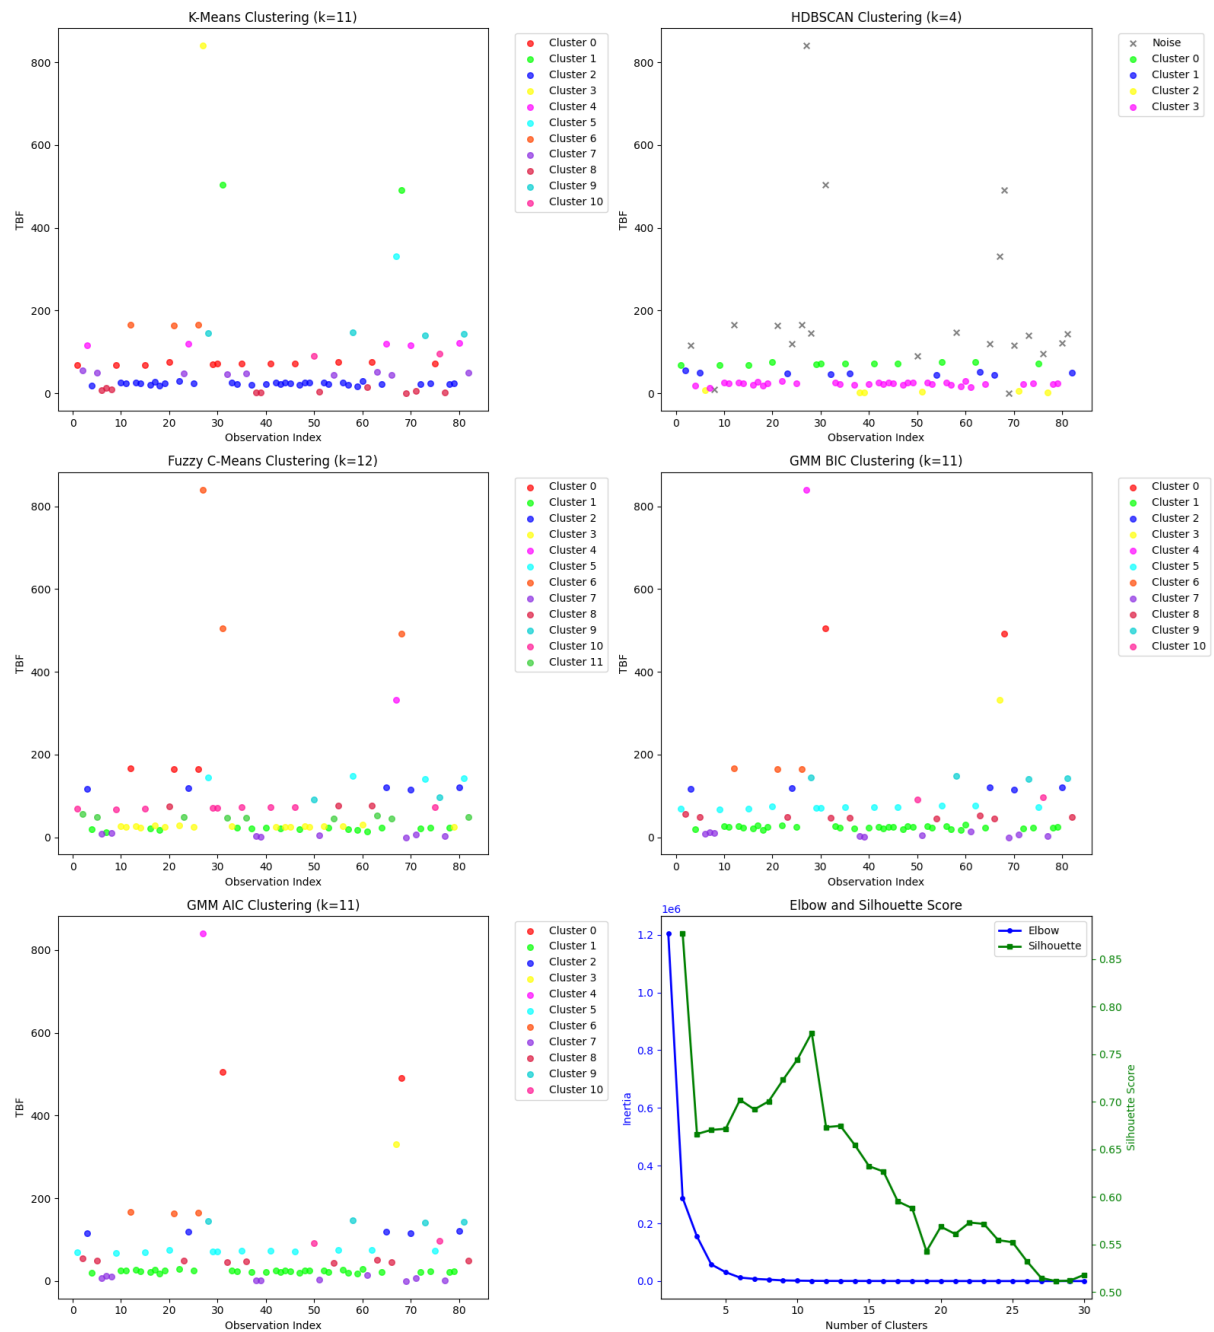 K-Means Clustering (k=11)
TBF
800
600
400
200
0
0 10 20 30 40 50 60 70 80
Observation Index
Cluster 0
Cluster 1
Cluster 2
Cluster 3
Cluster 4
Cluster 5
Cluster 6
Cluster 7
Cluster 8
Cluster 9
Cluster 10
HDBSCAN Clustering (k=4)
TBF
800
600
400
200
0
0 10 20 30 40 50 60 70 80
Observation Index
Noise
Cluster 0
Cluster 1
Cluster 2
Cluster 3
Fuzzy C-Means Clustering (k=12)
TBF
800
600
400
200
0
0 10 20 30 40 50 60 70 80
Observation Index
Cluster 0
Cluster 1
Cluster 2
Cluster 3
Cluster 4
Cluster 5
Cluster 6
Cluster 7
Cluster 8
Cluster 9
Cluster 10
Cluster 11
GMM BIC Clustering (k=11)
TBF
800
600
400
200
0
0 10 20 30 40 50 60 70 80
Observation Index
Cluster 0
Cluster 1
Cluster 2
Cluster 3
Cluster 4
Cluster 5
Cluster 6
Cluster 7
Cluster 8
Cluster 9
Cluster 10
GMM AIC Clustering (k=11)
TBF
800
600
400
200
0
0 10 20 30 40 50 60 70 80
Observation Index
Cluster 0
Cluster 1
Cluster 2
Cluster 3
Cluster 4
Cluster 5
Cluster 6
Cluster 7
Cluster 8
Cluster 9
Cluster 10
Elbow and Silhouette Score
1e6
Inertia
1.2
1.0
0.8
0.6
0.4
0.2
0.0
5 10 15 20 25 30
Number of Clusters
Elbow
Silhouette
0.85
0.80
0.75
0.70
0.65
0.60
0.55
0.50
Silhouette Score